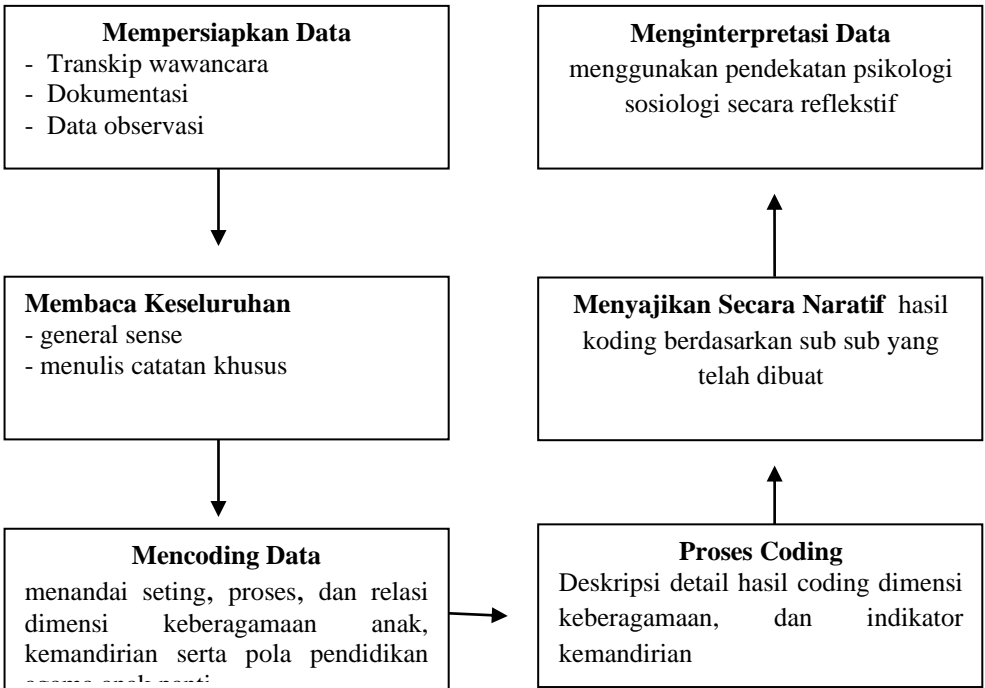 Mempersiapkan Data
- Transkip wawancara
- Dokumentasi
- Data observasi
Membaca Keseluruhan
- general sense
- menulis catatan khusus
Mencoding Data
menandai seting, proses, dan relasi
dimensi keberagamaan anak,
kemandirian serta pola pendidikan
agama anak panti
Proses Coding
Deskripsi detail hasil coding dimensi
keberagamaan, dan indikator
kemandirian
Menyajikan Secara Naratif hasil
koding berdasarkan sub sub yang
telah dibuat
Menginterpretasi Data
menggunakan pendekatan psikologi
sosiologi secara reflekstif